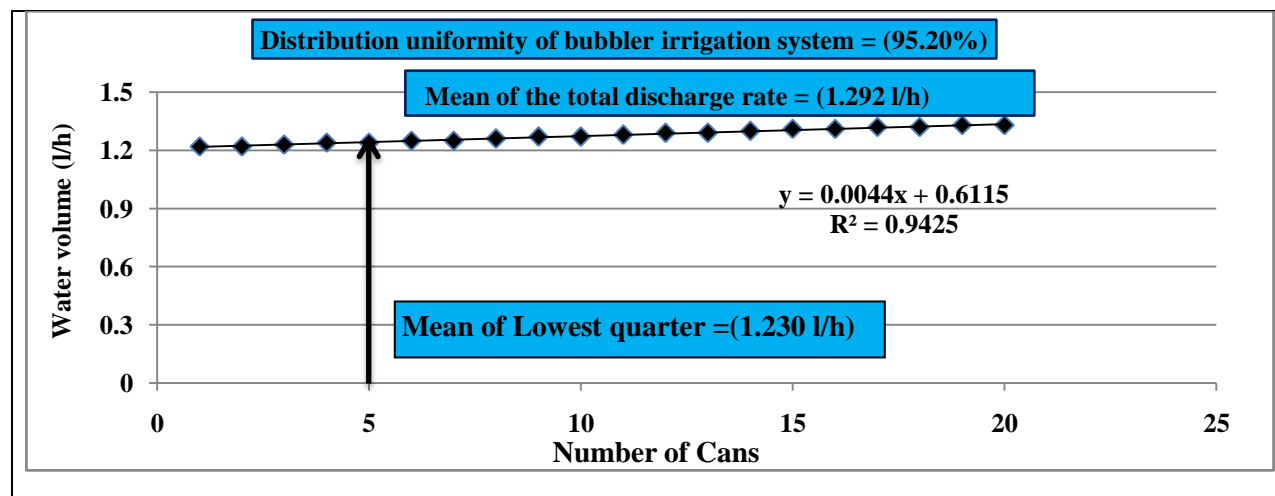 Distribution uniformity of bubbler irrigation system = (95.20%)
Mean of the total discharge rate = (1.292 l/h)
1.5
1.2
0.9
0.6
0.3
0
Water volume (l/h)
y = 0.0044x + 0.6115
R² = 0.9425
Mean of Lowest quarter =(1.230 l/h)
0 5 10 15 20 25
Number of Cans